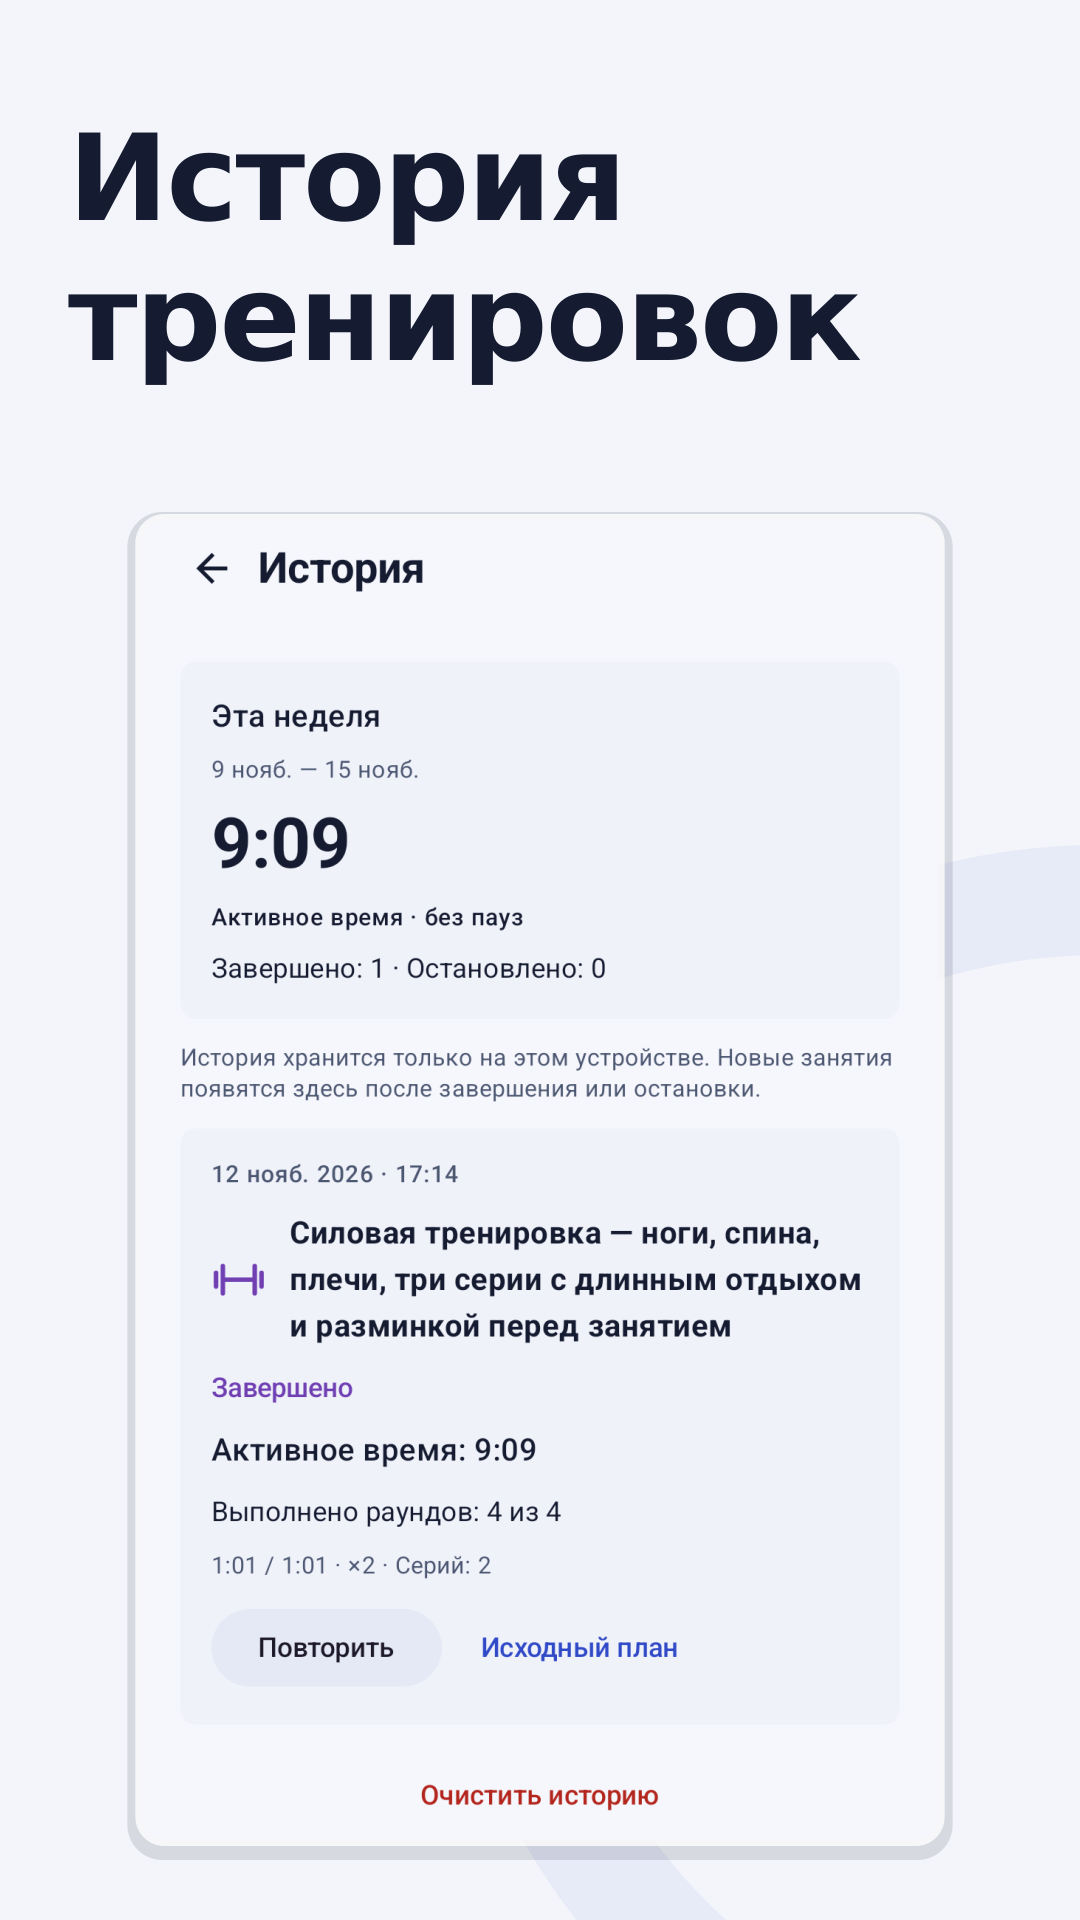 История
тренировок
История
Эта неделя
9 нояб. — 15 нояб.
9:09
Активное время · без пауз
Завершено: 1 · Остановлено: 0
История хранится только на этом устройстве. Новые занятия
появятся здесь после завершения или остановки.
12 нояб. 2026 · 17:14
Силовая тренировка — ноги, спина,
плечи, три серии с длинным отдыхом
и разминкой перед занятием
Завершено
Активное время: 9:09
Выполнено раундов: 4 из 4
1:01 / 1:01 · ×2 · Серий: 2
Повторить
Исходный план
Очистить историю